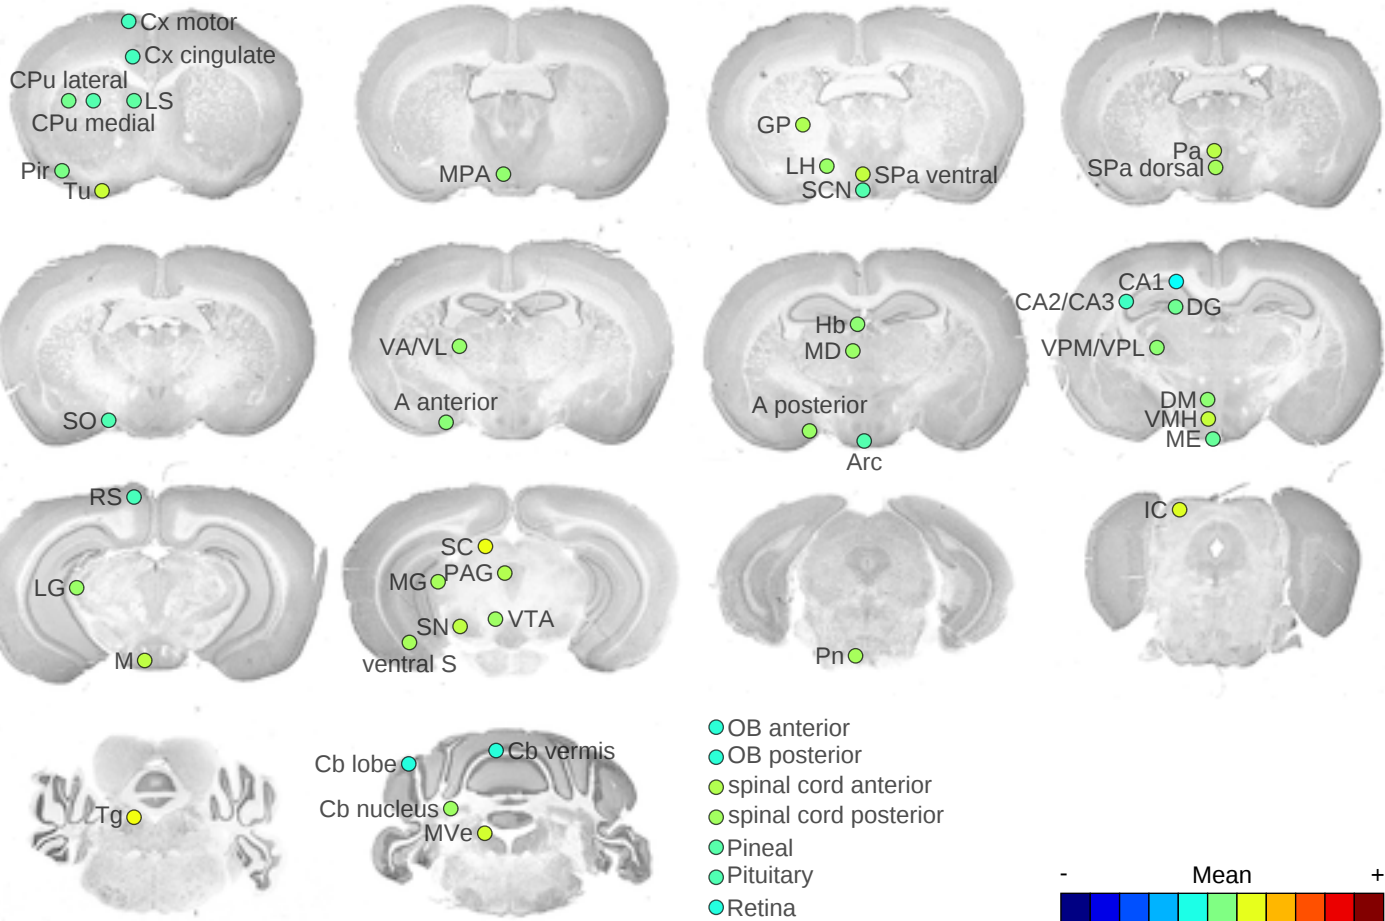 Cx motor
Cx cingulate
CPu lateral
LS
CPu medial
Pir
Tu
MPA
GP
LH
SPa ventral
SCN
Pa
SPa dorsal
SO
VA/VL
A anterior
Hb
MD
A posterior
Arc
CA1
CA2/CA3
DG
VPM/VPL
DM
VMH
ME
RS
LG
M
SC
MG
PAG
SN
VTA
ventral S
Pn
IC
Tg
Cb lobe
Cb vermis
Cb nucleus
MVe
OB anterior
OB posterior
spinal cord anterior
spinal cord posterior
Pineal
Pituitary
Retina
- Mean +